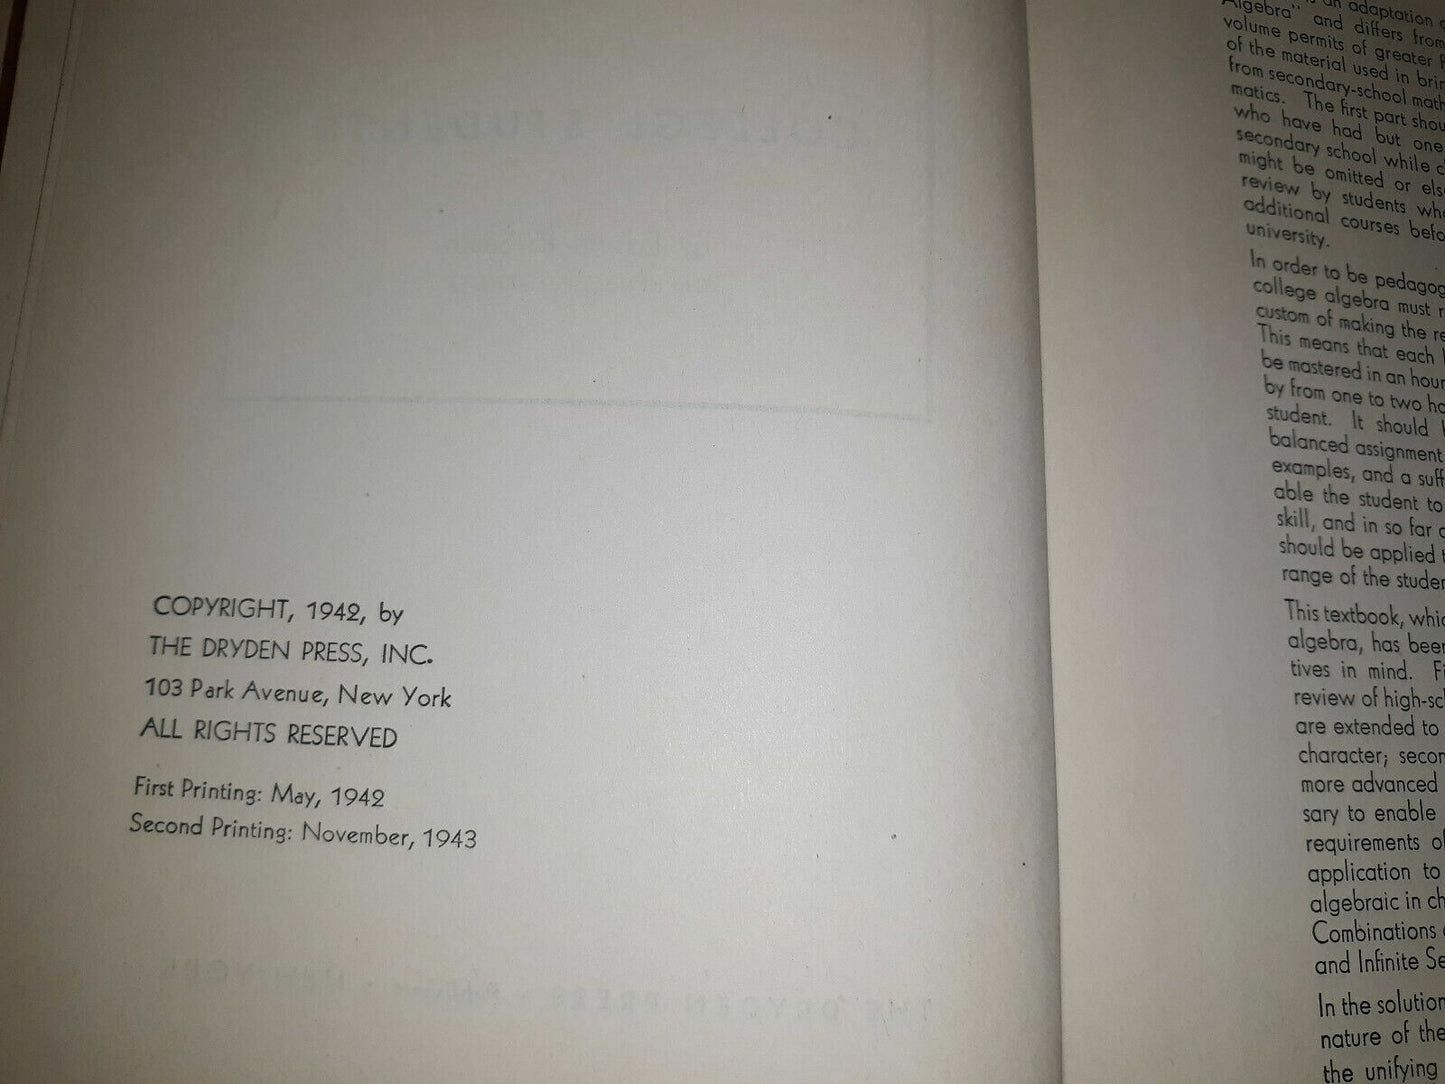 COPYRIGHT, 1942, by
THE DRYDEN PRESS, INC.
103 Park Avenue, New York
ALL RIGHTS RESERVED
First Printing: May, 1942
Second Printing: November, 1943
an adaptation
Algebra" and differs from
volume permits of greater
of the material used in
from secondary-school
matics. The first part
who have had but one
secondary school while
might be omitted or
review by students
additional courses
university.
In order to be
college algebra must
custom of making the
This means that each
be mastered in an hour
by from one to two
student. It should
balanced assignment
examples, and a
able the student to
skill, and in so far
should be applied
range of the
This textbook,
algebra, has been
tives in mind.
review of
are extended to
character;
more advanced
sary to enable
requirements
application to
algebraic in
Combinations
and Infinite
In the solution
nature of the
the unifying